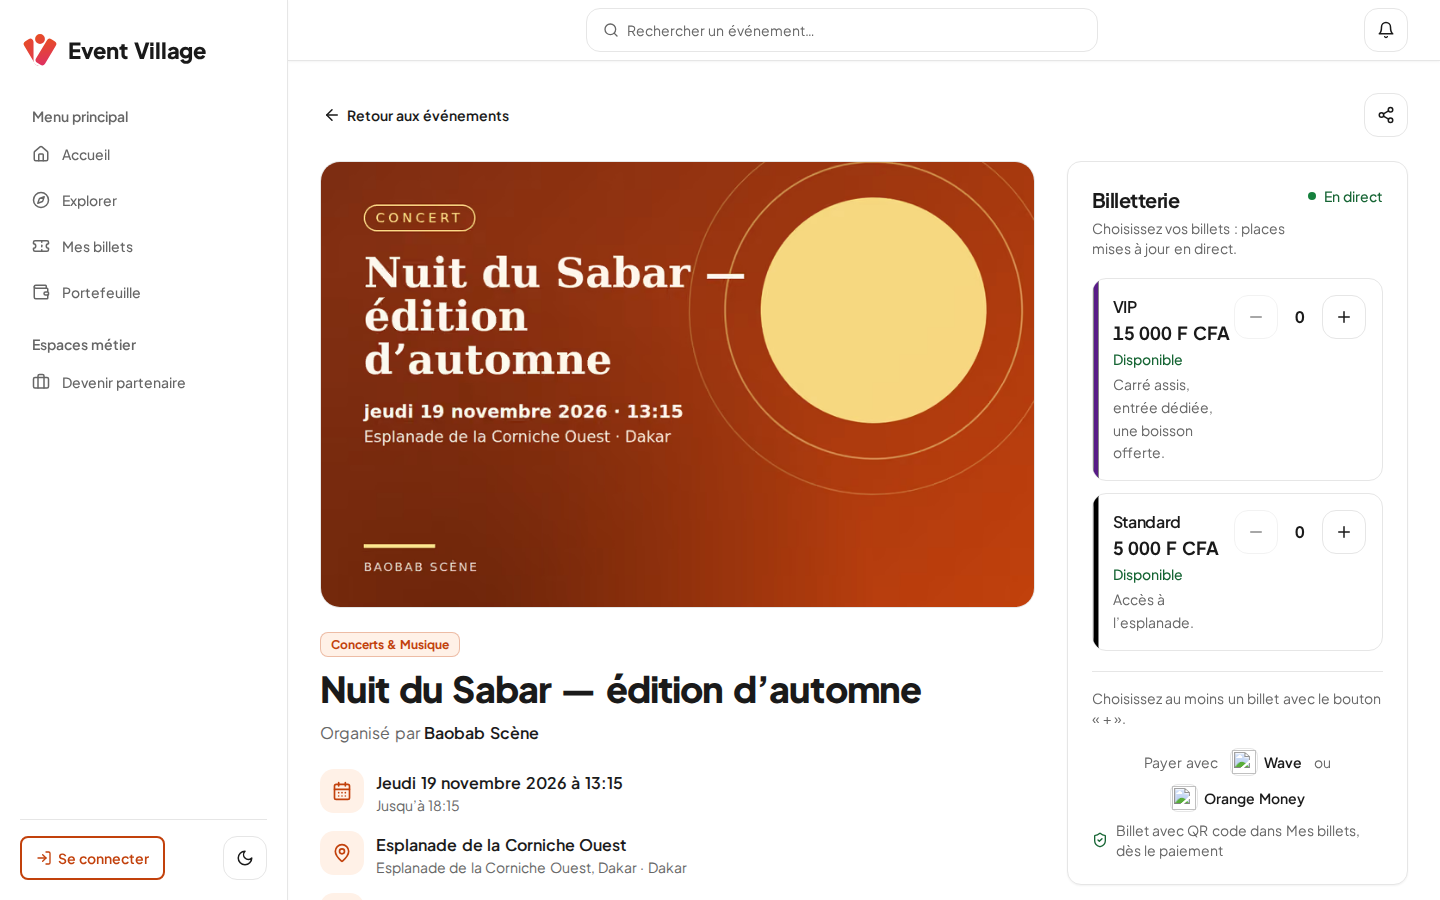 Event Village
Menu principal
Accueil
Explorer
Mes billets
Portefeuille
Espaces métier
Devenir partenaire
Se connecter
Rechercher un événement…
Retour aux événements
CONCERT
Nuit du Sabar —
édition
d’automne
jeudi 19 novembre 2026 · 13:15
Esplanade de la Corniche Ouest · Dakar
BAOBAB SCÈNE
Concerts & Musique
Nuit du Sabar — édition d’automne
Organisé par Baobab Scène
Jeudi 19 novembre 2026 à 13:15
Jusqu’à 18:15
Esplanade de la Corniche Ouest
Esplanade de la Corniche Ouest, Dakar · Dakar
Billetterie
En direct
Choisissez vos billets : places
mises à jour en direct.
VIP
15 000 F CFA
− 0 +
Disponible
Carré assis,
entrée dédiée,
une boisson
offerte.
Standard
5 000 F CFA
− 0 +
Disponible
Accès à
l’esplanade.
Choisissez au moins un billet avec le bouton
« + ».
Payer avec Wave ou
Orange Money
Billet avec QR code dans Mes billets,
dès le paiement